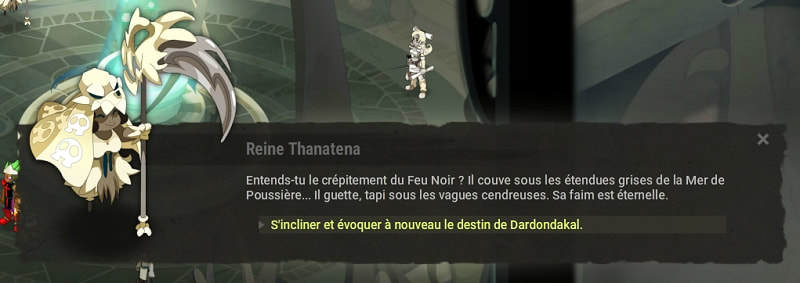 Reine Thanatena
Entends-tu le crépitement du Feu Noir ? Il couve sous les étendues grises de la Mer de
Poussière... Il guette, tapi sous les vagues cendreuses. Sa faim est éternelle.
S'incliner et évoquer à nouveau le destin de Dardondakal.